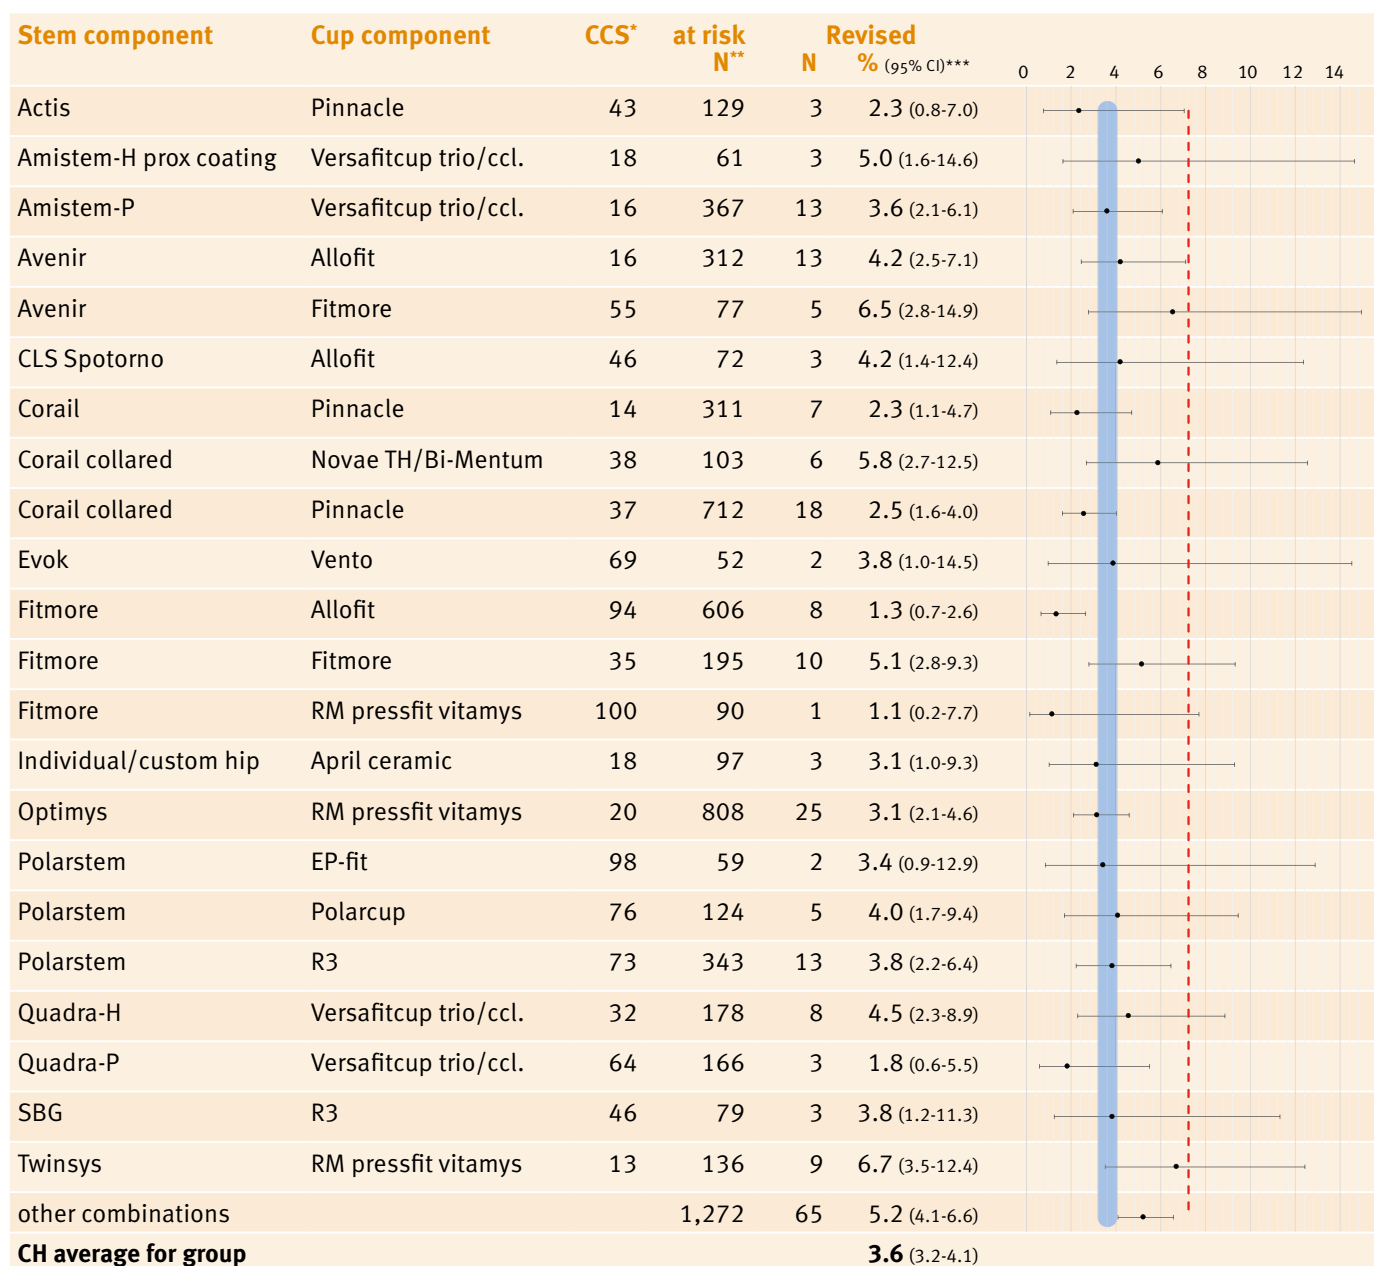 Stem component Cup component CCS* at risk Revised
N** N % (95% CI)*** 0 2 4 6 8 10 12 14
Actis Pinnacle 43 129 3 2.3 (0.8-7.0)
Amistem-H prox coating Versafitcup trio/ccl. 18 61 3 5.0 (1.6-14.6)
Amistem-P Versafitcup trio/ccl. 16 367 13 3.6 (2.1-6.1)
Avenir Allofit 16 312 13 4.2 (2.5-7.1)
Avenir Fitmore 55 77 5 6.5 (2.8-14.9)
CLS Spotorno Allofit 46 72 3 4.2 (1.4-12.4)
Corail Pinnacle 14 311 7 2.3 (1.1-4.7)
Corail collared Novae TH/Bi-Mentum 38 103 6 5.8 (2.7-12.5)
Corail collared Pinnacle 37 712 18 2.5 (1.6-4.0)
Evok Vento 69 52 2 3.8 (1.0-14.5)
Fitmore Allofit 94 606 8 1.3 (0.7-2.6)
Fitmore Fitmore 35 195 10 5.1 (2.8-9.3)
Fitmore RM pressfit vitamys 100 90 1 1.1 (0.2-7.7)
Individual/custom hip April ceramic 18 97 3 3.1 (1.0-9.3)
Optimys RM pressfit vitamys 20 808 25 3.1 (2.1-4.6)
Polarstem EP-fit 98 59 2 3.4 (0.9-12.9)
Polarstem Polarcup 76 124 5 4.0 (1.7-9.4)
Polarstem R3 73 343 13 3.8 (2.2-6.4)
Quadra-H Versafitcup trio/ccl. 32 178 8 4.5 (2.3-8.9)
Quadra-P Versafitcup trio/ccl. 64 166 3 1.8 (0.6-5.5)
SBG R3 46 79 3 3.8 (1.2-11.3)
Twinsys RM pressfit vitamys 13 136 9 6.7 (3.5-12.4)
other combinations 1,272 65 5.2 (4.1-6.6)
CH average for group 3.6 (3.2-4.1)